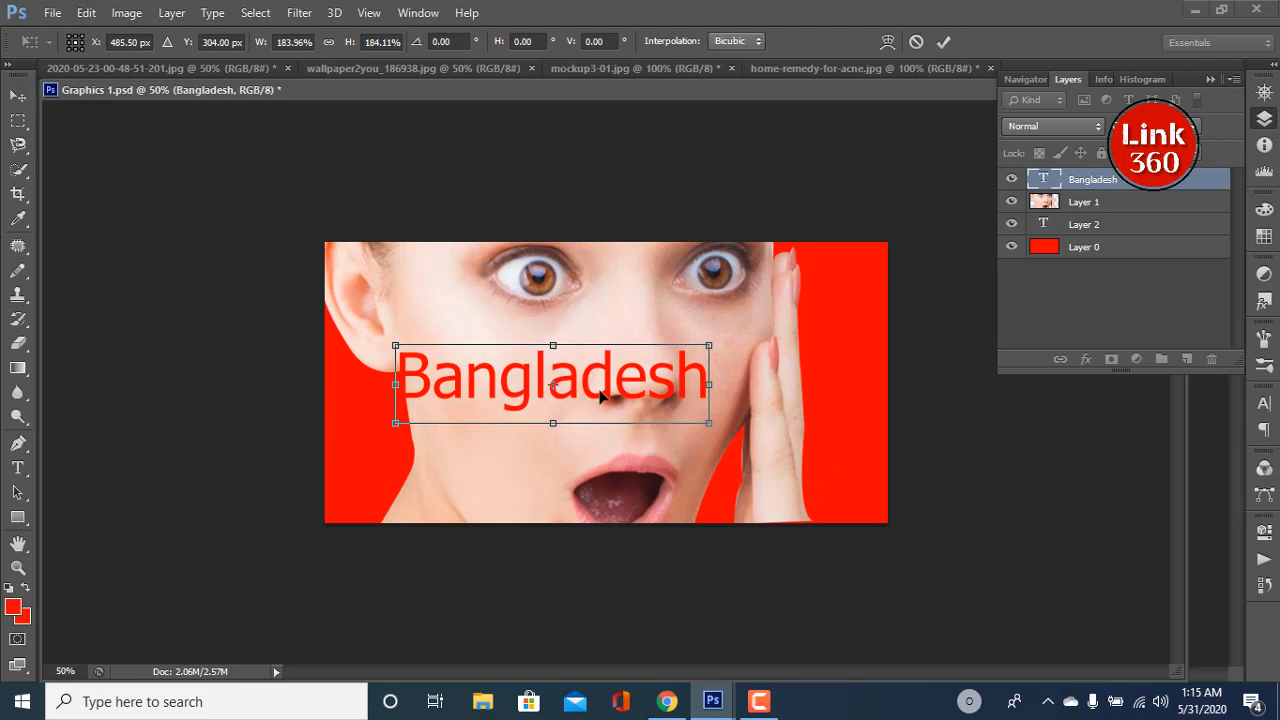 Ps File Edit Image Layer Type Select Filter 3D View Window Help
X: 485.50 px Y: 304.00 px W: 183.96% H: 184.11% 0.00 ° H: 0.00 ° V: 0.00 ° Interpolation: Bicubic Essentials
2020-05-23-00-48-51-201.jpg @ 50% (RGB/8#) * × wallpaper2you_186938.jpg @ 50% (RGB/8#) × mockup3-01.jpg @ 100% (RGB/8) * × home-remedy-for-acne.jpg @ 100% (RGB/8#) * ×
Navigator Layers Info Histogram
Ps Graphics 1.psd @ 50% (Bangladesh, RGB/8) *
Kind
Normal
Link
360
Lock:
Bangladesh
Layer 1
Layer 2
Layer 0
Bangladesh
50% Doc: 2.06M/2.57M
Type here to search
Ps
1:15 AM
5/31/2020
4